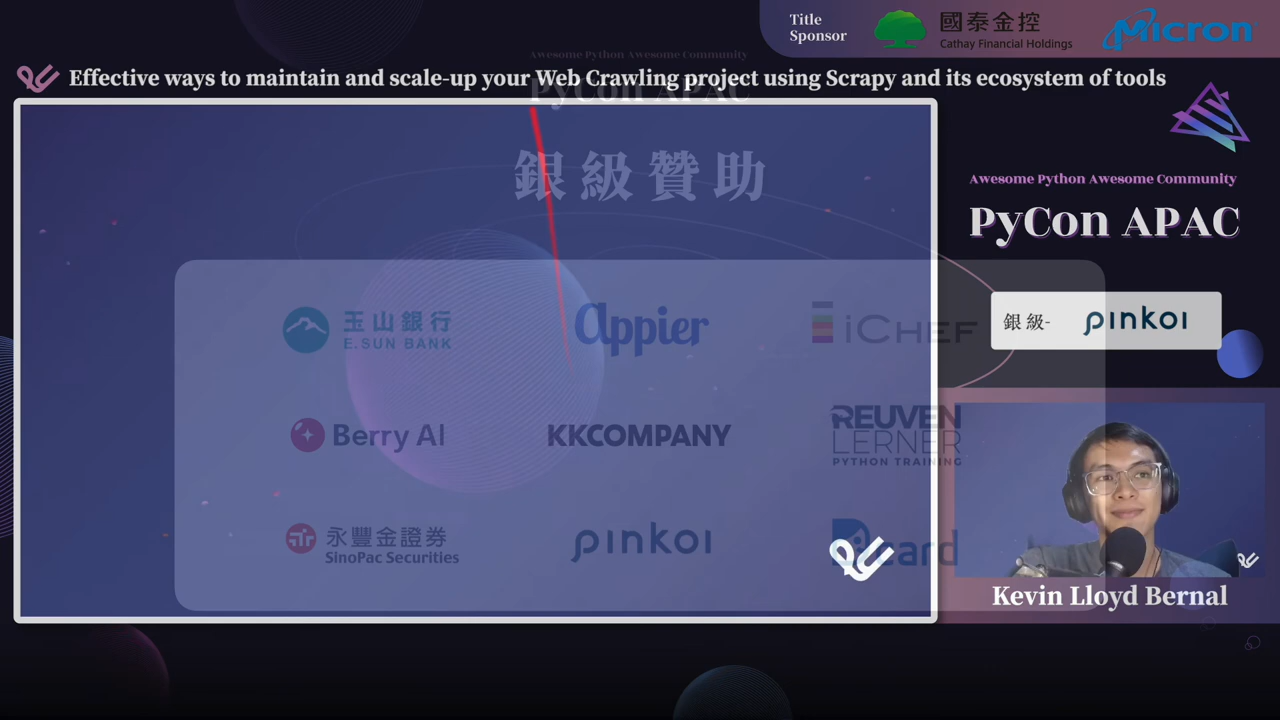 Title
Sponsor
國泰金控
Cathay Financial Holdings
Micron
Effective ways to maintain and scale-up your Web Crawling project using Scrapy and its ecosystem of tools
Awesome Python Awesome Community
PyCon APAC
銀級贊助
玉山銀行
E.SUN BANK
appier
iCHEF
Berry AI
KKCOMPANY
REUVEN
LERNER
PYTHON TRAINING
永豐金證券
SinoPac Securities
pinkoi
Dcard
Awesome Python Awesome Community
PyCon APAC
銀級-
pinkoi
Kevin Lloyd Bernal